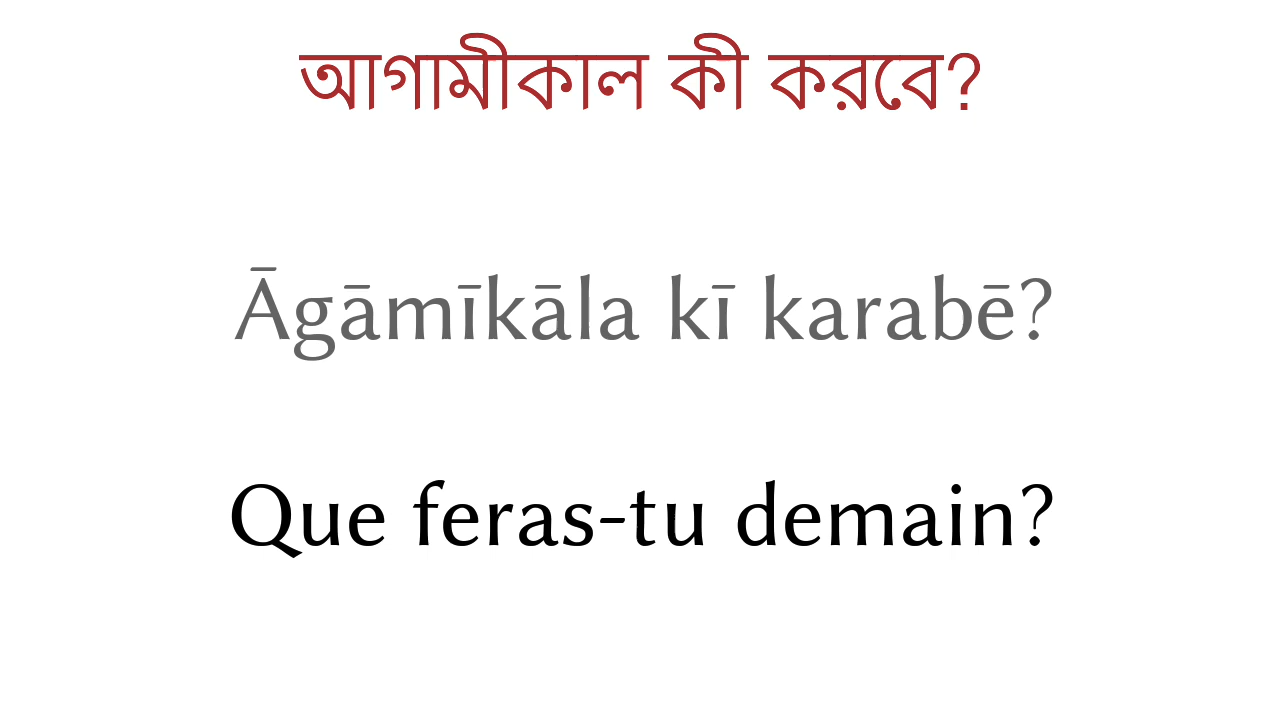 আগামীকাল কী করবে?
Āgāmīkāla kī karabē?
Que feras-tu demain?